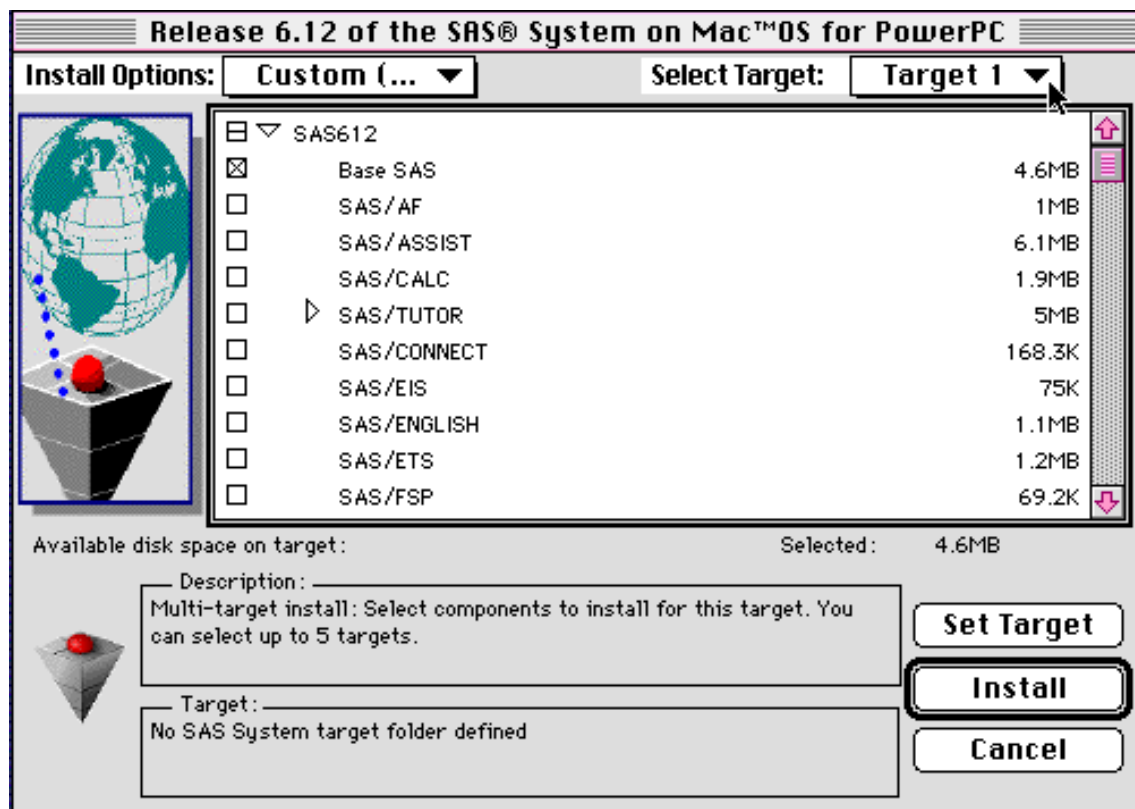 Release 6.12 of the SAS® System on Mac™OS for PowerPC
Install Options: Custom (... Select Target: Target 1
SAS612
Base SAS 4.6MB
SAS/AF 1MB
SAS/ASSIST 6.1MB
SAS/CALC 1.9MB
SAS/TUTOR 5MB
SAS/CONNECT 168.3K
SAS/EIS 75K
SAS/ENGLISH 1.1MB
SAS/ETS 1.2MB
SAS/FSP 69.2K
Available disk space on target: Selected: 4.6MB
Description:
Multi-target install: Select components to install for this target. You
can select up to 5 targets.
Target:
No SAS System target folder defined
Set Target
Install
Cancel